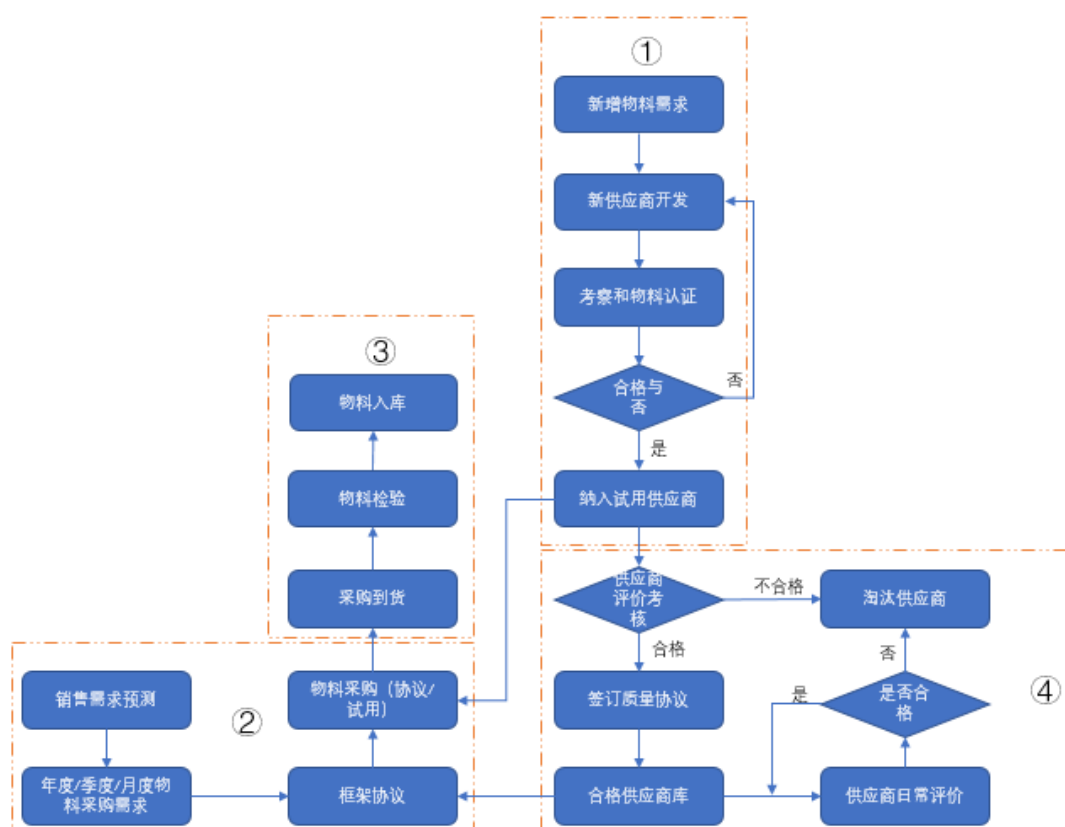 ①
新增物料需求
新供应商开发
考察和物料认证
合格与
否
否
是
纳入试用供应商
③
物料入库
物料检验
采购到货
②
销售需求预测
年度/季度/月度物
料采购需求
物料采购（协议/
试用）
框架协议
④
供应商
评价考
核
不合格
淘汰供应商
合格
签订质量协议
合格供应商库
供应商日常评价
是否合
格
是
否